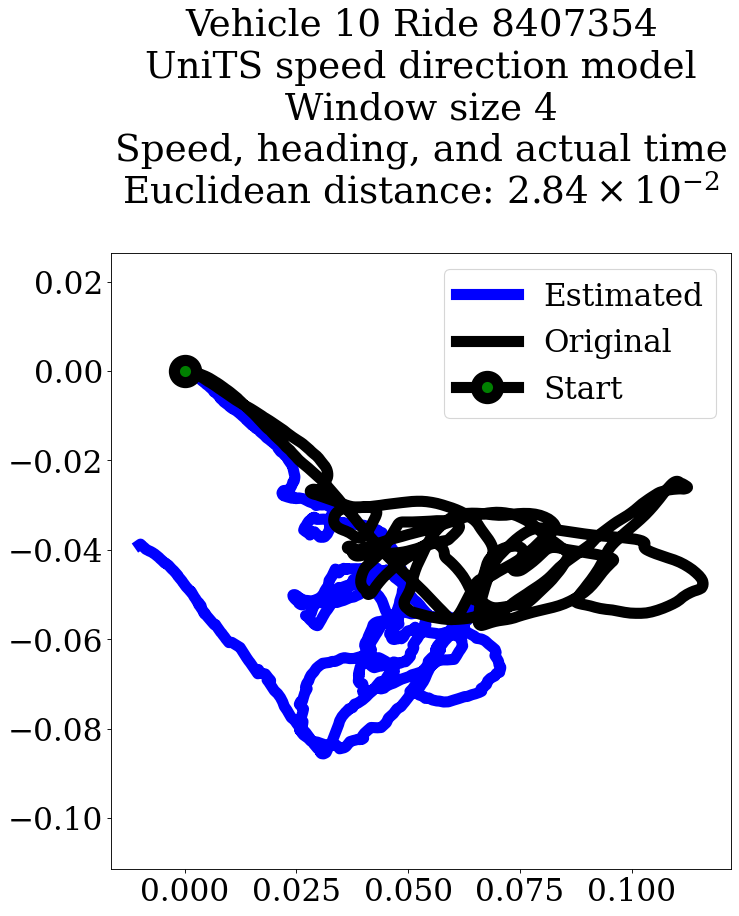 Vehicle 10 Ride 8407354
UniTS speed direction model
Window size 4
Speed, heading, and actual time
Euclidean distance: 2.84 × 10⁻²
Estimated
Original
Start
0.02
0.00
−0.02
−0.04
−0.06
−0.08
−0.10
0.000 0.025 0.050 0.075 0.100